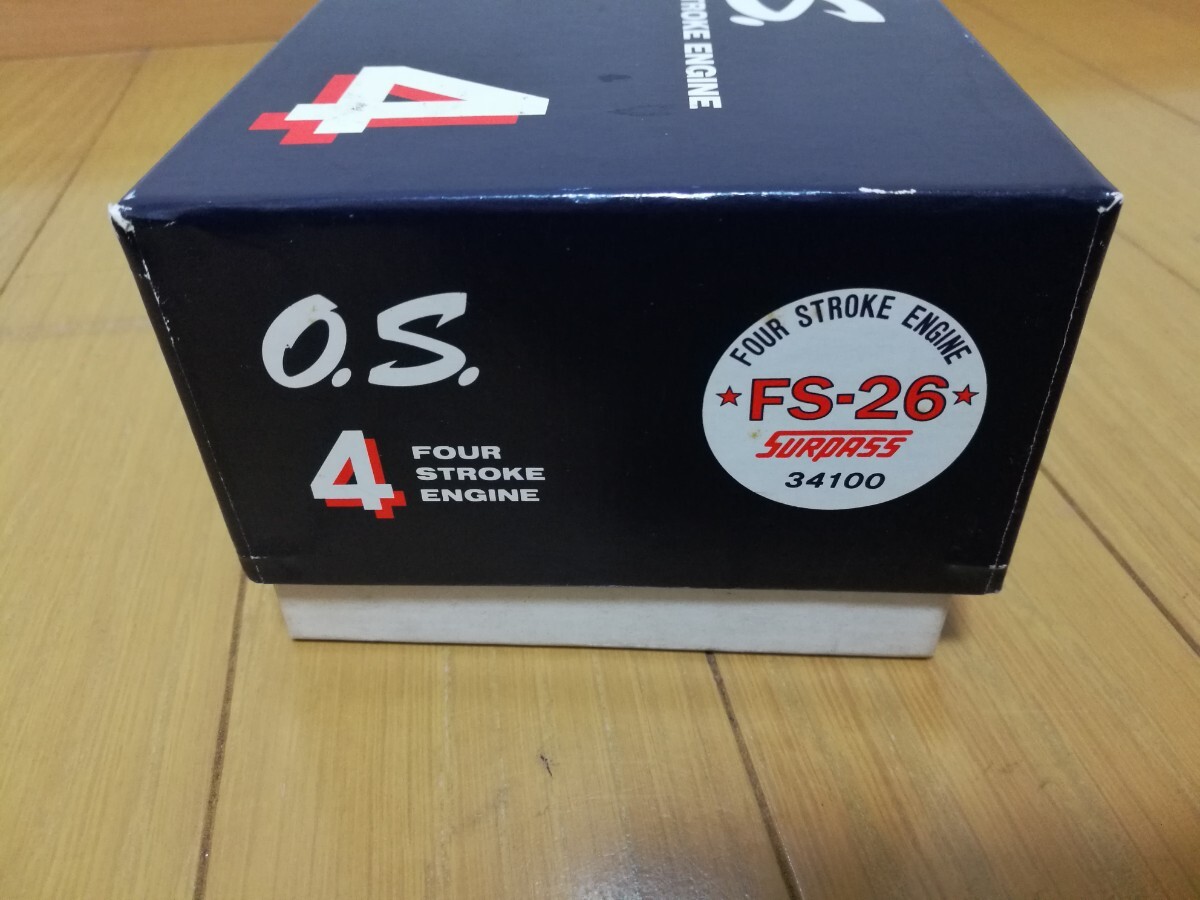 4
S.
STROKE ENGINE
O.S.
4
FOUR
STROKE
ENGINE
FOUR STROKE ENGINE
★FS-26★
SURPASS
34100